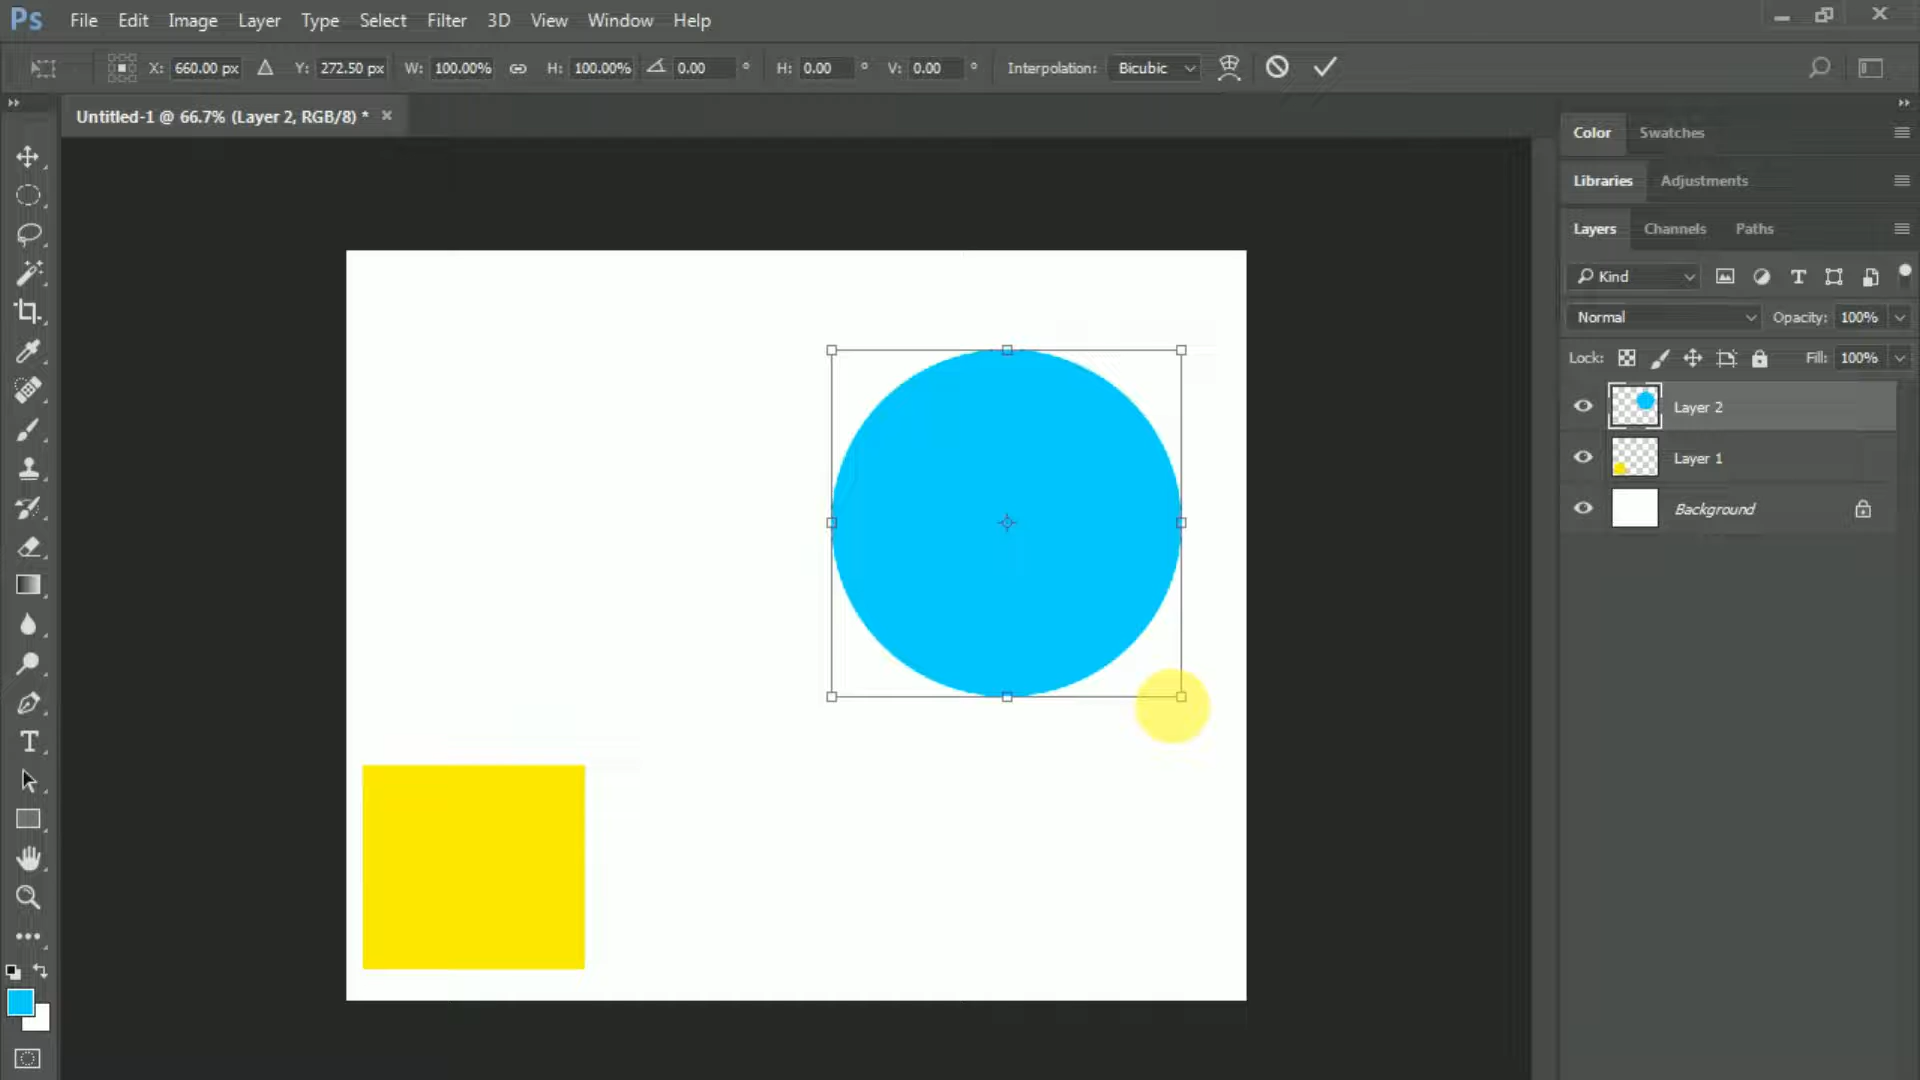 Ps File Edit Image Layer Type Select Filter 3D View Window Help
X: 660.00 px Y: 272.50 px W: 100.00% H: 100.00% 0.00 ° H: 0.00 ° V: 0.00 ° Interpolation: Bicubic
Untitled-1 @ 66.7% (Layer 2, RGB/8) *
Color Swatches
Libraries Adjustments
Layers Channels Paths
Kind
Normal Opacity: 100%
Lock: Fill: 100%
Layer 2
Layer 1
Background